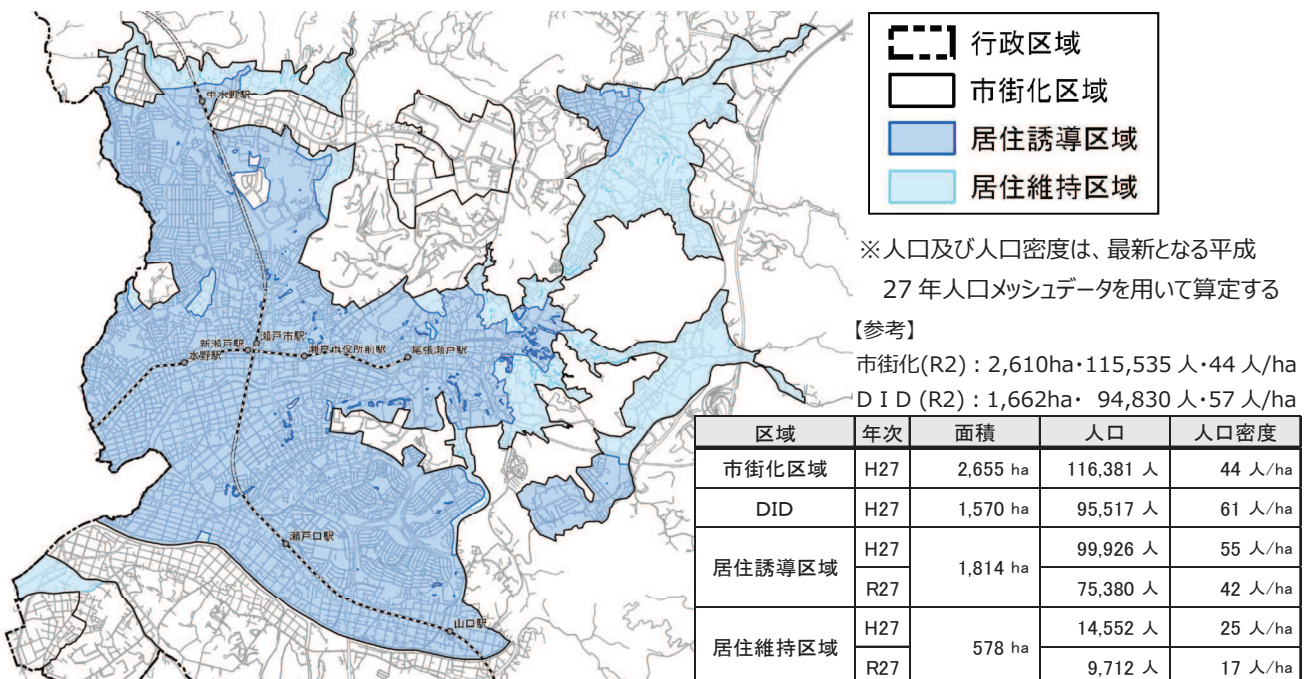 行政区域
市街化区域
居住誘導区域
居住維持区域
※人口及び人口密度は、最新となる平成
27年人口メッシュデータを用いて算定する
【参考】
市街化(R2)：2,610ha･115,535 人･44 人/ha
ＤＩＤ(R2)：1,662ha･ 94,830 人･57 人/ha
区域 年次 面積 人口 人口密度
市街化区域 H27 2,655 ha 116,381 人 44 人/ha
DID H27 1,570 ha 95,517 人 61 人/ha
居住誘導区域 H27 1,814 ha 99,926 人 55 人/ha
R27 75,380 人 42 人/ha
居住維持区域 H27 578 ha 14,552 人 25 人/ha
R27 9,712 人 17 人/ha
中水野駅
瀬戸市駅
新瀬戸駅
水野駅
瀬戸市役所前駅
尾張瀬戸駅
瀬戸口駅
山口駅